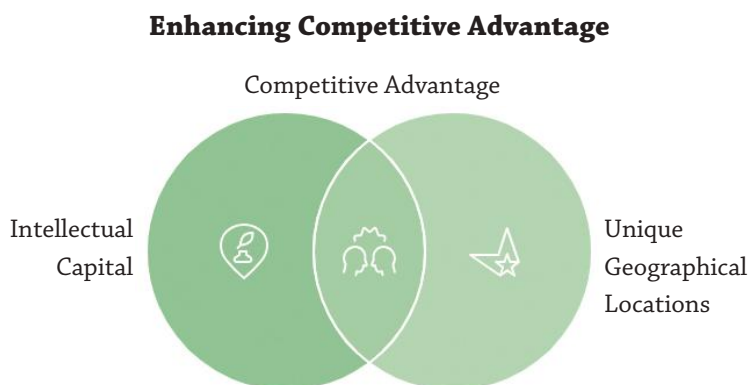 Enhancing Competitive Advantage
Competitive Advantage
Intellectual
Capital
Unique
Geographical
Locations